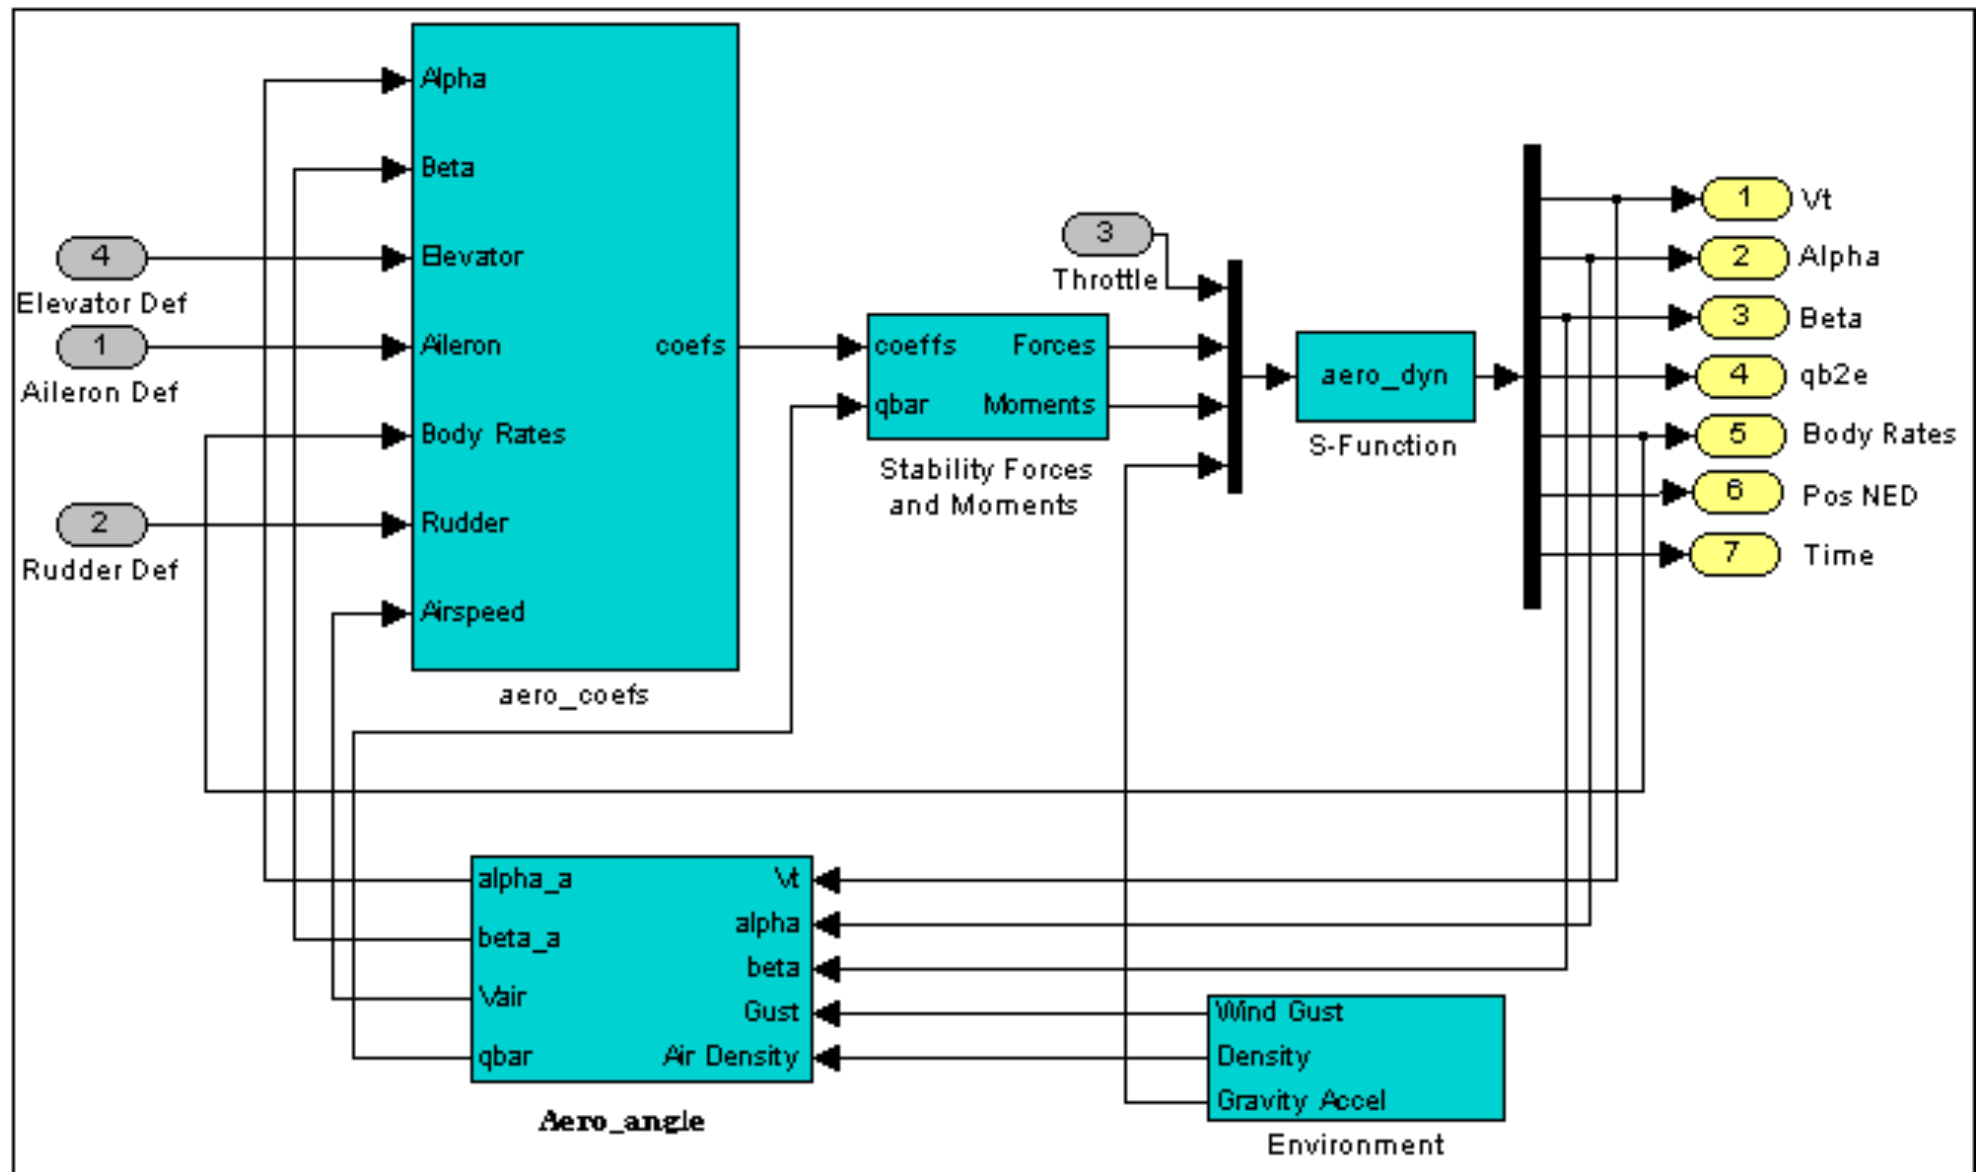 Alpha
Beta
4
Elevator
Elevator Def
1
Aileron
coefs
Aileron Def
Body Rates
2
Rudder
Rudder Def
Airspeed
aero_coefs
3
Throttle
coeffs
Forces
qbar
Moments
Stability Forces
and Moments
aero_dyn
S-Function
1
Vt
2
Alpha
3
Beta
4
qb2e
5
Body Rates
6
Pos NED
7
Time
alpha_a
Vt
alpha
beta_a
beta
Vair
Gust
qbar
Air Density
Aero_angle
Wind Gust
Density
Gravity Accel
Environment